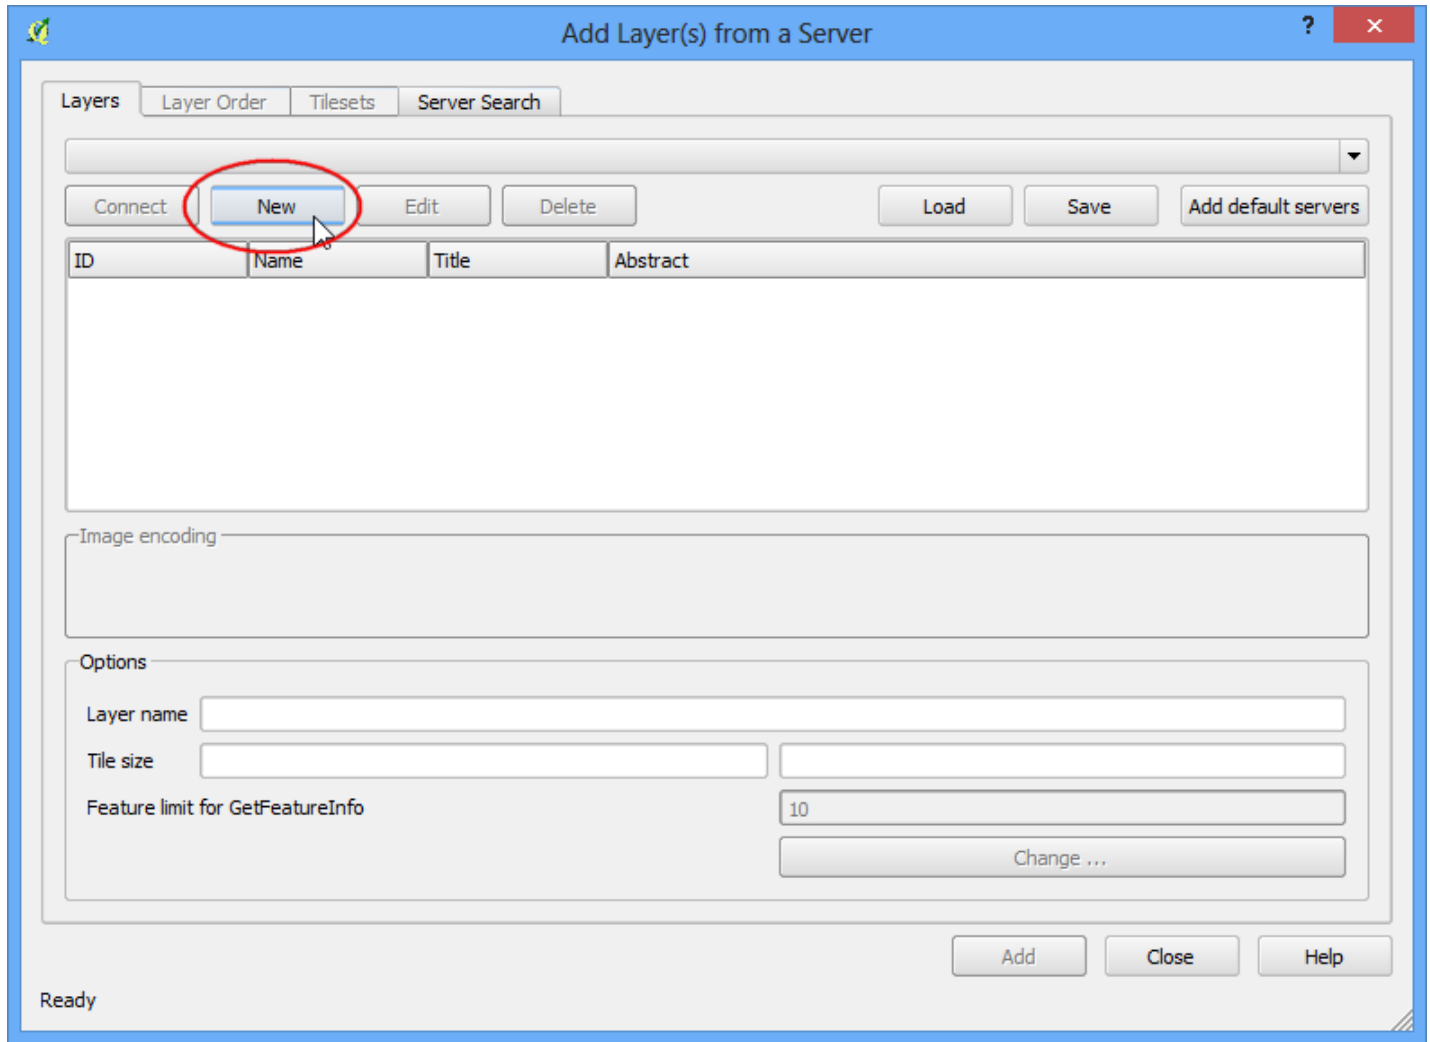 Add Layer(s) from a Server
?
Layers Layer Order Tilesets Server Search
Connect New Edit Delete Load Save Add default servers
ID Name Title Abstract
Image encoding
Options
Layer name
Tile size
Feature limit for GetFeatureInfo 10
Change ...
Add Close Help
Ready